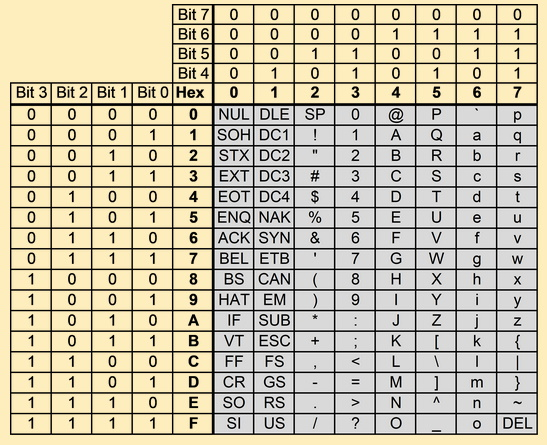 Bit 7 0 0 0 0 0 0 0 0
Bit 6 0 0 0 0 1 1 1 1
Bit 5 0 0 1 1 0 0 1 1
Bit 4 0 1 0 1 0 1 0 1
Bit 3 Bit 2 Bit 1 Bit 0 Hex 0 1 2 3 4 5 6 7
0 0 0 0 0 NUL DLE SP 0 @ P ` p
0 0 0 1 1 SOH DC1 ! 1 A Q a q
0 0 1 0 2 STX DC2 " 2 B R b r
0 0 1 1 3 EXT DC3 # 3 C S c s
0 1 0 0 4 EOT DC4 $ 4 D T d t
0 1 0 1 5 ENQ NAK % 5 E U e u
0 1 1 0 6 ACK SYN & 6 F V f v
0 1 1 1 7 BEL ETB ' 7 G W g w
1 0 0 0 8 BS CAN ( 8 H X h x
1 0 0 1 9 HAT EM ) 9 I Y i y
1 0 1 0 A IF SUB * : J Z j z
1 0 1 1 B VT ESC + ; K [ k {
1 1 0 0 C FF FS , < L \ l |
1 1 0 1 D CR GS - = M ] m }
1 1 1 0 E SO RS . > N ^ n ~
1 1 1 1 F SI US / ? O _ o DEL